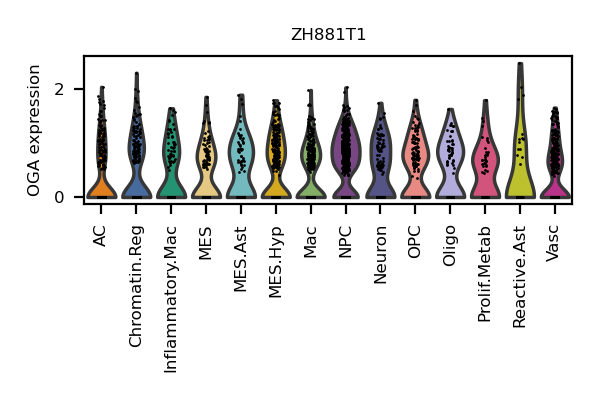 ZH881T1
OGA expression
2
0
AC
Chromatin.Reg
Inflammatory.Mac
MES
MES.Ast
MES.Hyp
Mac
NPC
Neuron
OPC
Oligo
Prolif.Metab
Reactive.Ast
Vasc